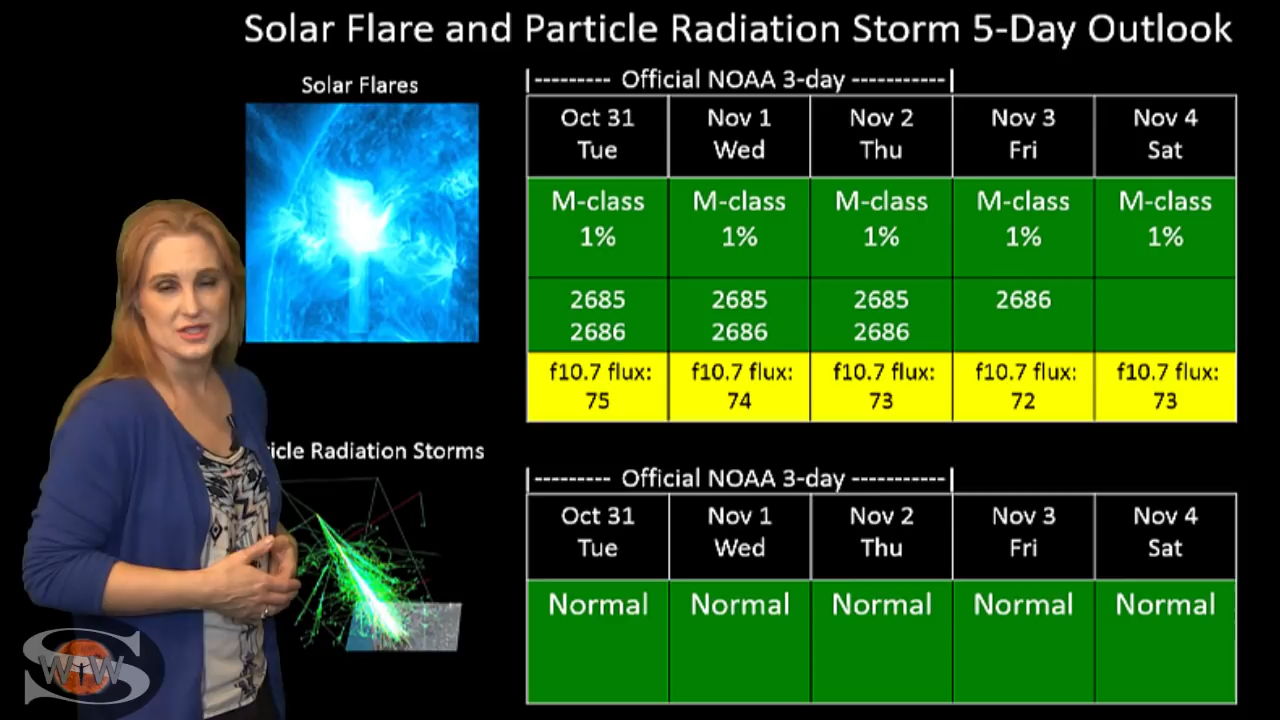 Solar Flare and Particle Radiation Storm 5-Day Outlook
Solar Flares
|--------- Official NOAA 3-day -----------|
Oct 31 Nov 1 Nov 2 Nov 3 Nov 4
Tue Wed Thu Fri Sat
M-class M-class M-class M-class M-class
1% 1% 1% 1% 1%
2685 2685 2685 2686
2686 2686 2686
f10.7 flux: f10.7 flux: f10.7 flux: f10.7 flux: f10.7 flux:
75 74 73 72 73
icle Radiation Storms
|--------- Official NOAA 3-day -----------|
Oct 31 Nov 1 Nov 2 Nov 3 Nov 4
Tue Wed Thu Fri Sat
Normal Normal Normal Normal Normal
S
WTW